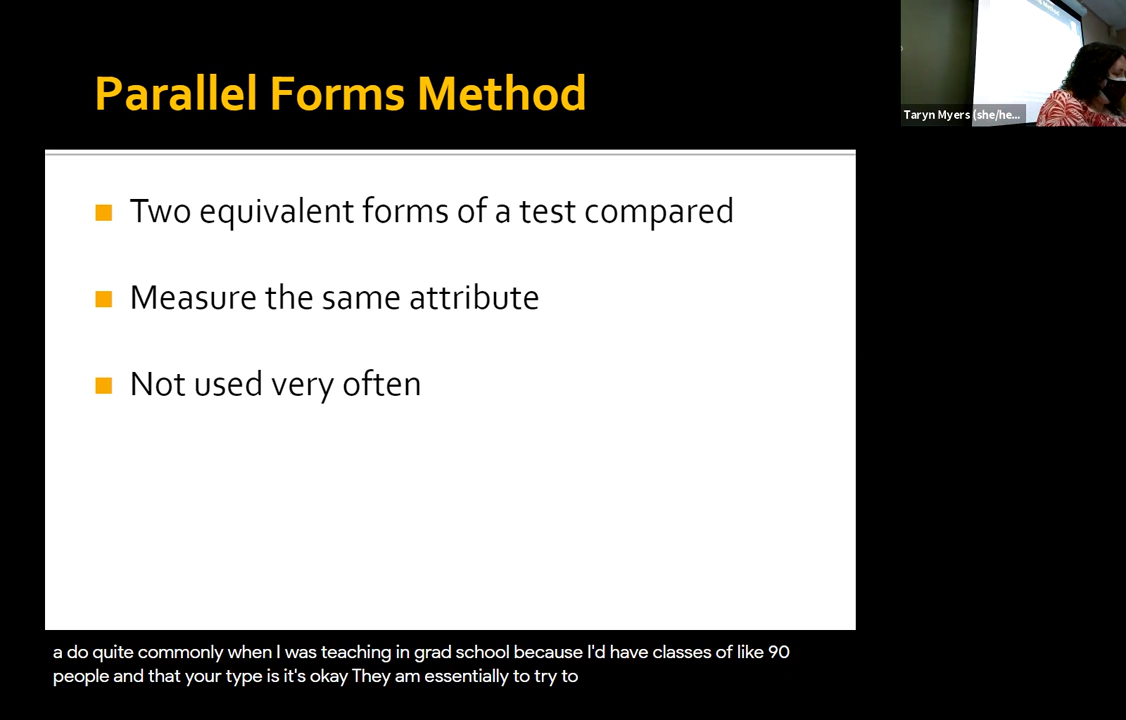 Parallel Forms Method
Taryn Myers (she/he...
Two equivalent forms of a test compared
Measure the same attribute
Not used very often
a do quite commonly when I was teaching in grad school because I'd have classes of like 90
people and that your type is it's okay They am essentially to try to